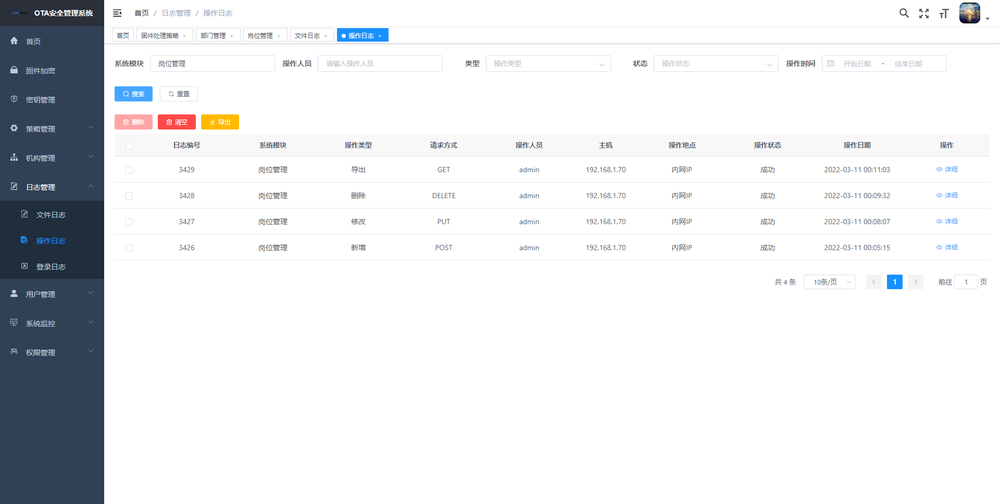 OTA安全管理系统
首页 / 日志管理 / 操作日志
首页 固件处理策略 × 部门管理 × 岗位管理 × 文件日志 × 操作日志 ×
首页
固件加密
密钥管理
策略管理
机构管理
日志管理
文件日志
操作日志
登录日志
用户管理
系统监控
权限管理
系统模块 岗位管理 操作人员 请输入操作人员 类型 操作类型 状态 操作状态 操作时间 开始日期 - 结束日期
搜索 重置
删除 清空 导出
日志编号 系统模块 操作类型 请求方式 操作人员 主机 操作地点 操作状态 操作日期 操作
3429 岗位管理 导出 GET admin 192.168.1.70 内网IP 成功 2022-03-11 00:11:03 详细
3428 岗位管理 删除 DELETE admin 192.168.1.70 内网IP 成功 2022-03-11 00:09:32 详细
3427 岗位管理 修改 PUT admin 192.168.1.70 内网IP 成功 2022-03-11 00:08:07 详细
3426 岗位管理 新增 POST admin 192.168.1.70 内网IP 成功 2022-03-11 00:05:15 详细
共 4 条 10条/页 < 1 > 前往 1 页